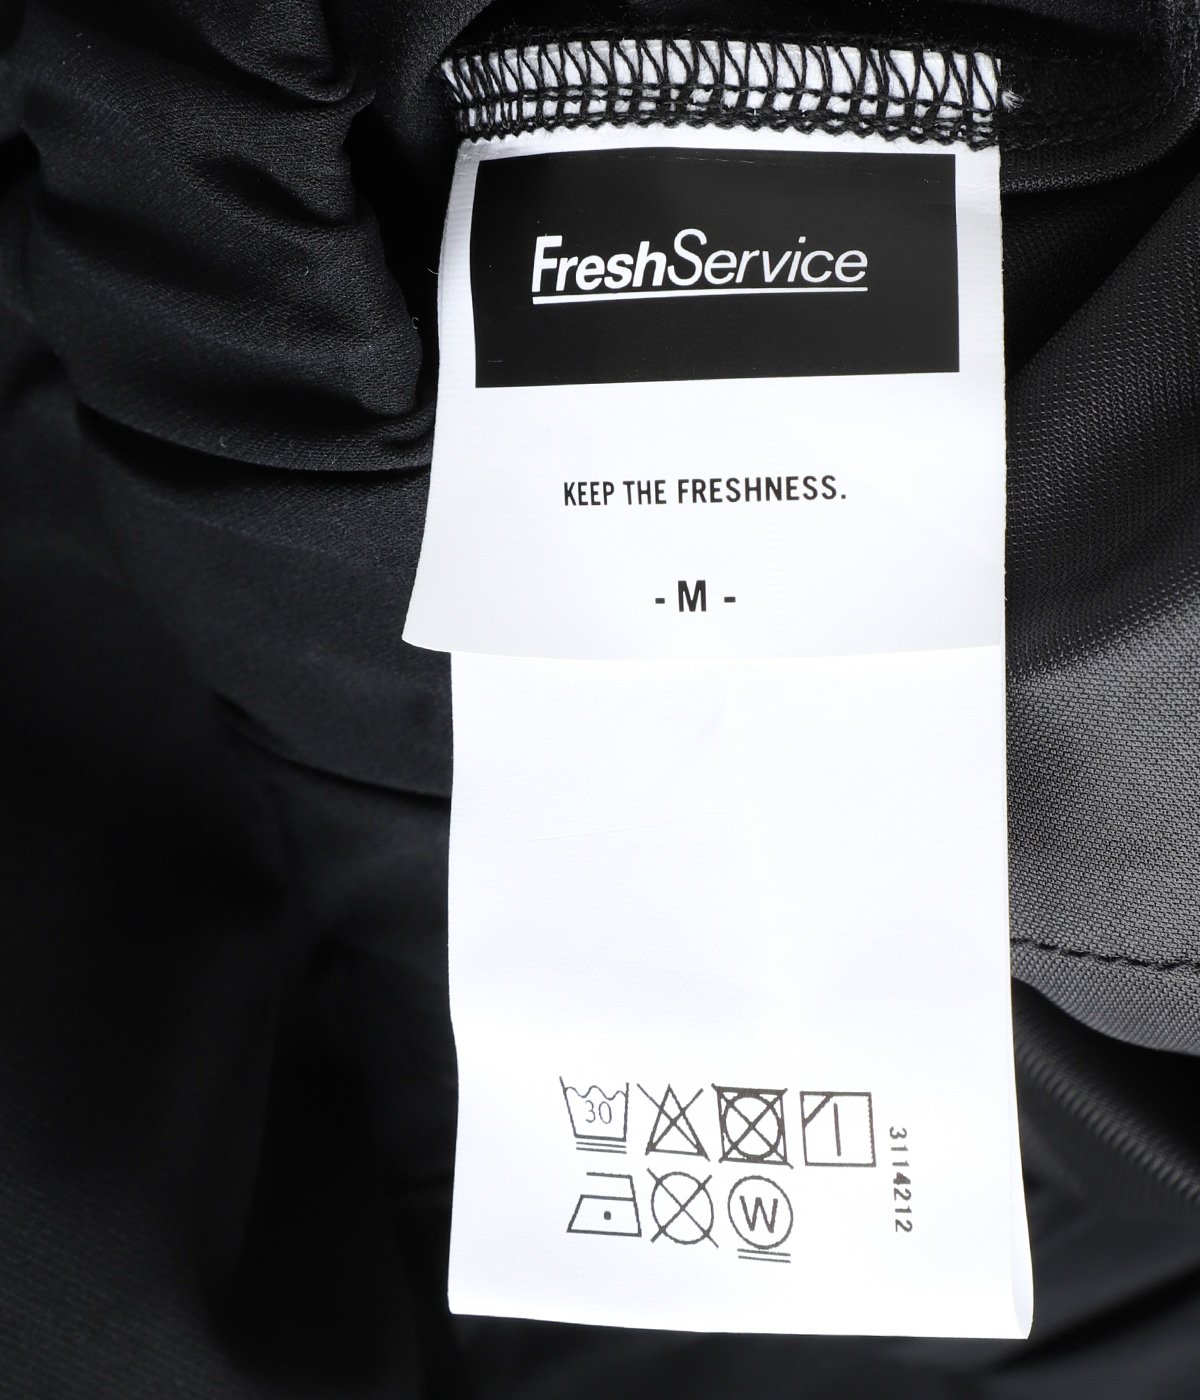 FreshService
KEEP THE FRESHNESS.
- M -
30
W
3114212